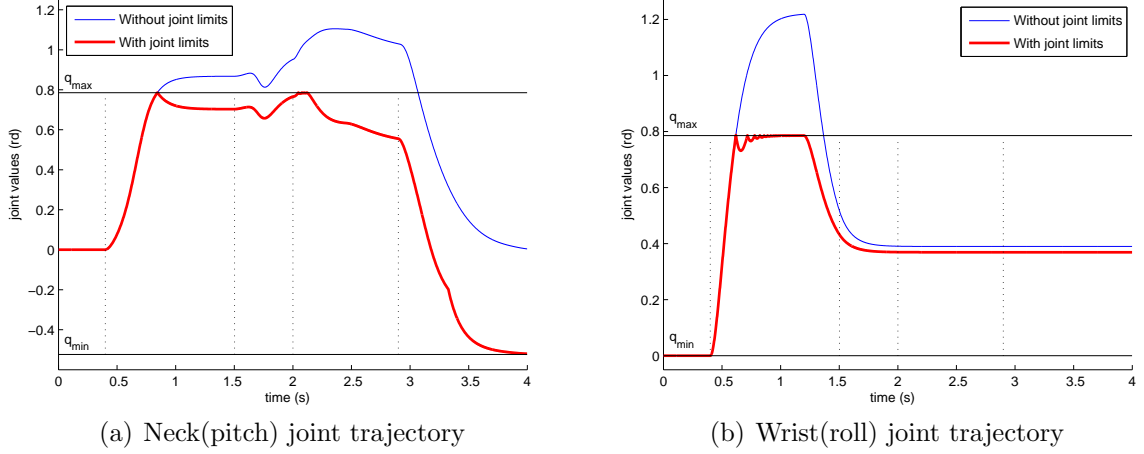 1.2
1
0.8
0.6
0.4
0.2
0
−0.2
−0.4
joint values (rd)
Without joint limits
With joint limits
q_max
q_min
0 0.5 1 1.5 2 2.5 3 3.5 4
time (s)
(a) Neck(pitch) joint trajectory
1.2
1
0.8
0.6
0.4
0.2
0
joint values (rd)
Without joint limits
With joint limits
q_max
q_min
0 0.5 1 1.5 2 2.5 3 3.5 4
time (s)
(b) Wrist(roll) joint trajectory